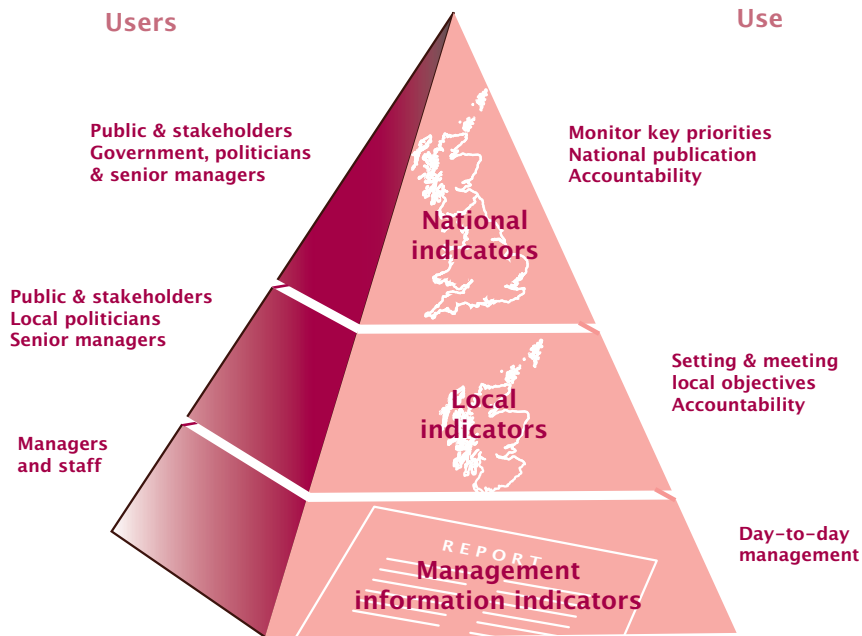 Users
Use
Public & stakeholders
Government, politicians
& senior managers
Monitor key priorities
National publication
Accountability
National
indicators
Public & stakeholders
Local politicians
Senior managers
Setting & meeting
local objectives
Accountability
Local
indicators
Managers
and staff
Day-to-day
management
REPORT
Management
information indicators